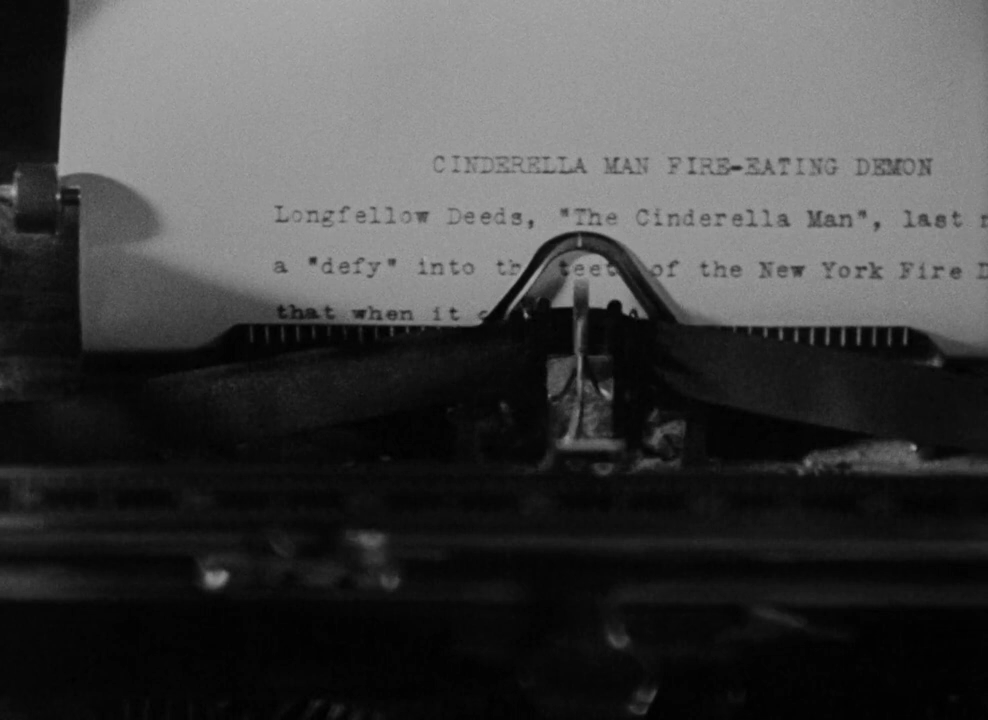 CINDERELLA MAN FIRE-EATING DEMON
Longfellow Deeds, "The Cinderella Man", last
a "defy" into teet of the New York Fire
that when it